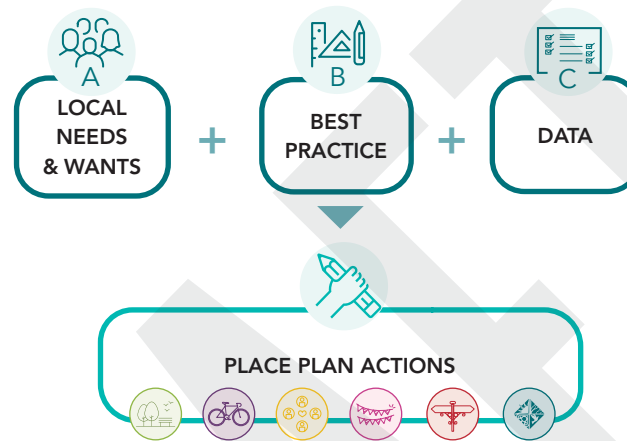 A
LOCAL
NEEDS
& WANTS
+
B
BEST
PRACTICE
+
C
DATA
PLACE PLAN ACTIONS